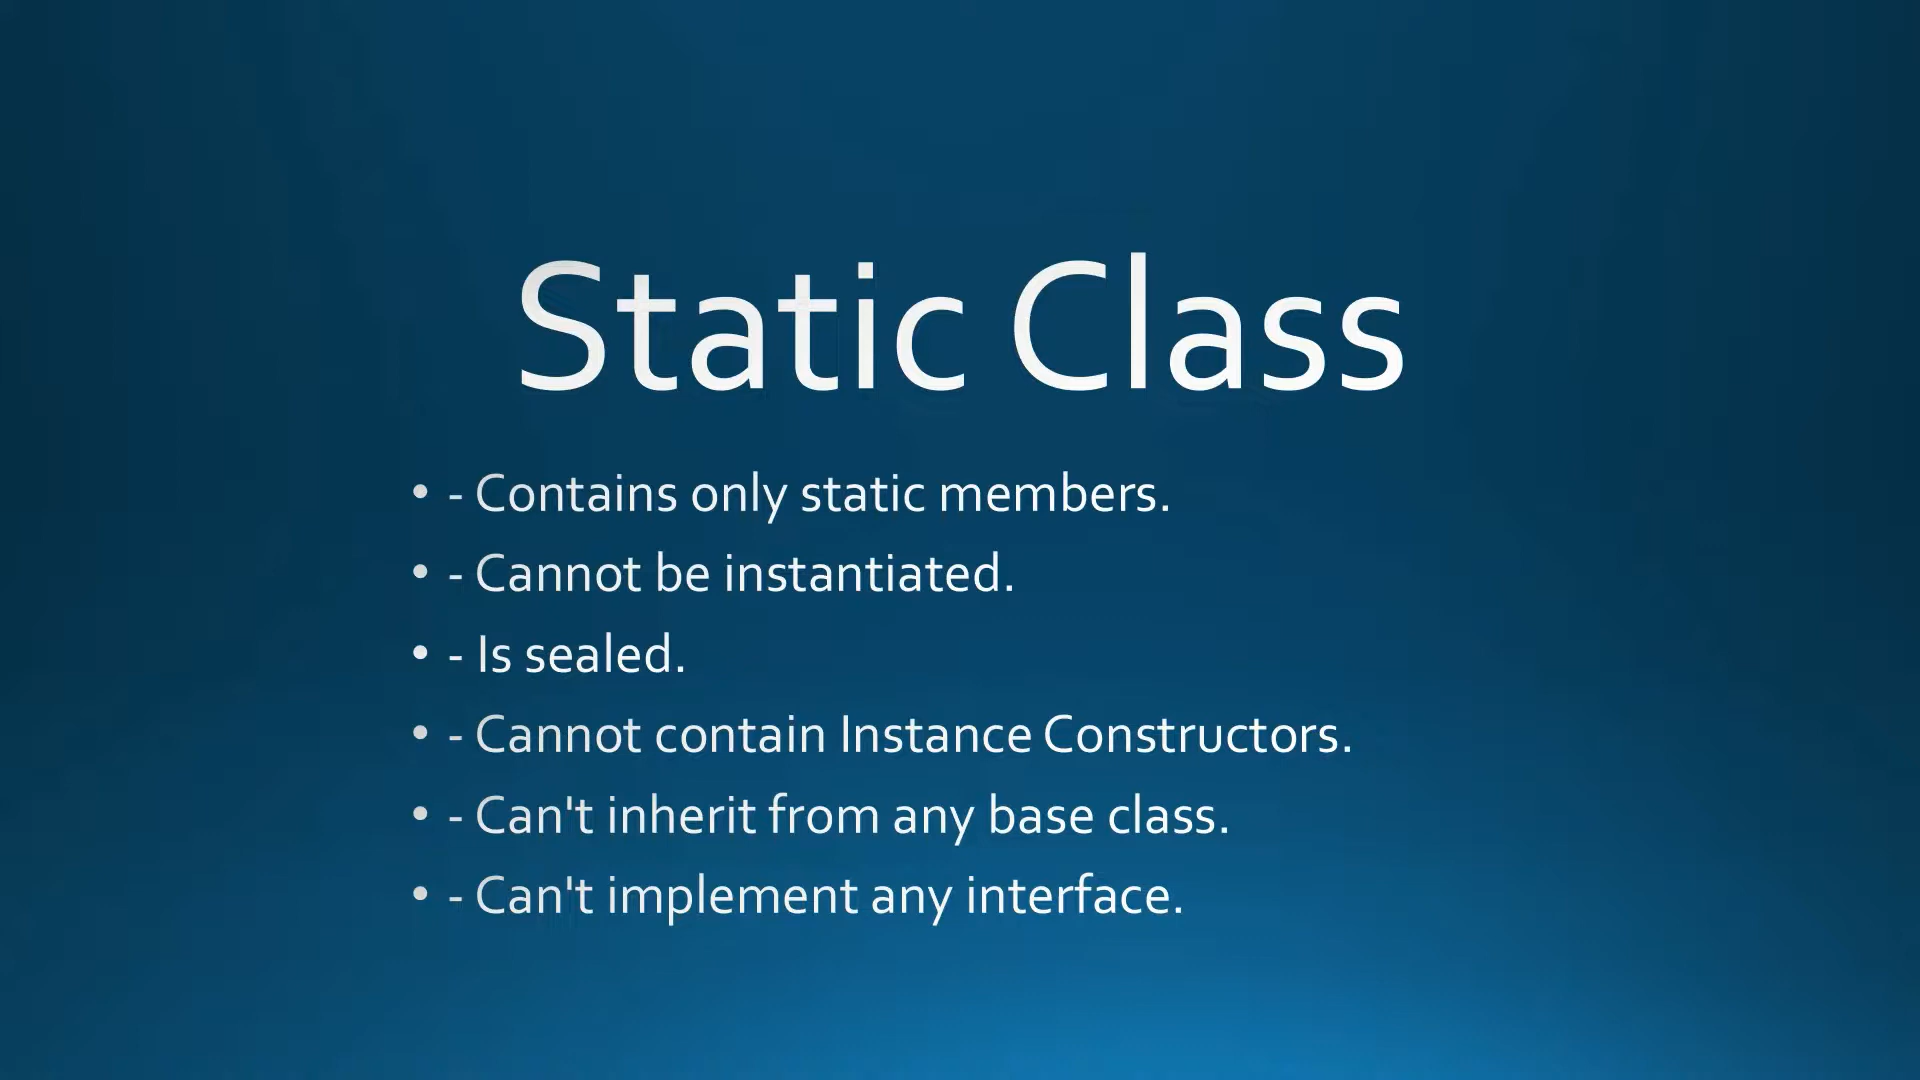 Static Class
• - Contains only static members.
• - Cannot be instantiated.
• - Is sealed.
• - Cannot contain Instance Constructors.
• - Can't inherit from any base class.
• - Can't implement any interface.